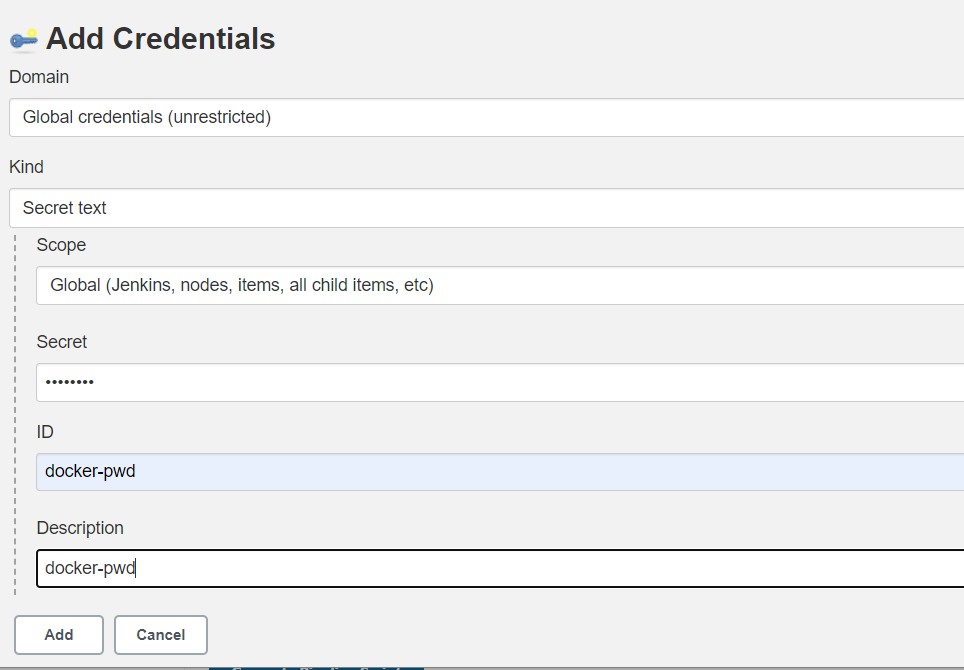 Add Credentials
Domain
Global credentials (unrestricted)
Kind
Secret text
Scope
Global (Jenkins, nodes, items, all child items, etc)
Secret
••••••••
ID
docker-pwd
Description
docker-pwd
Add Cancel